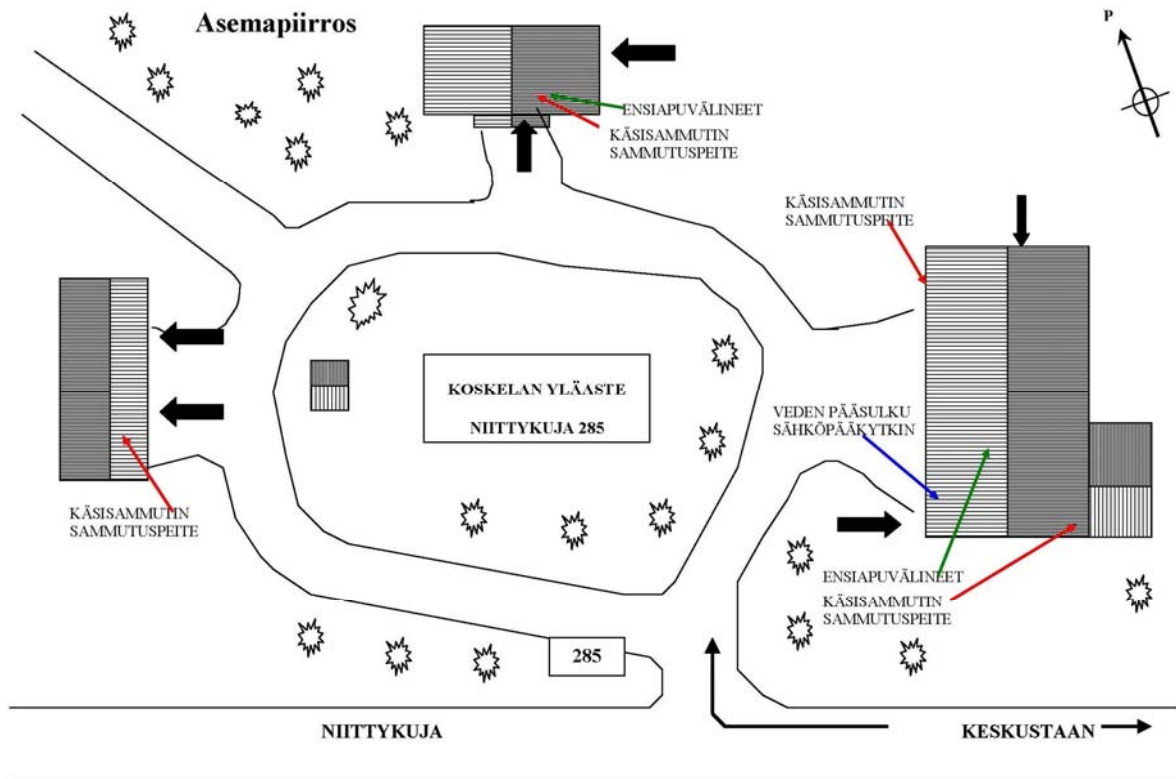 Asemapiirros
P
ENSIAPUVÄLINEET
KÄSISAMMUTIN
SAMMUTUSPEITE
KÄSISAMMUTIN
SAMMUTUSPEITE
KOSKELAN YLÄASTE
NIITTYKUJA 285
VEDEN PÄÄSULKU
SÄHKÖPÄÄKYTKIN
KÄSISAMMUTIN
SAMMUTUSPEITE
ENSIAPUVÄLINEET
KÄSISAMMUTIN
SAMMUTUSPEITE
285
NIITTYKUJA
KESKUSTAAN